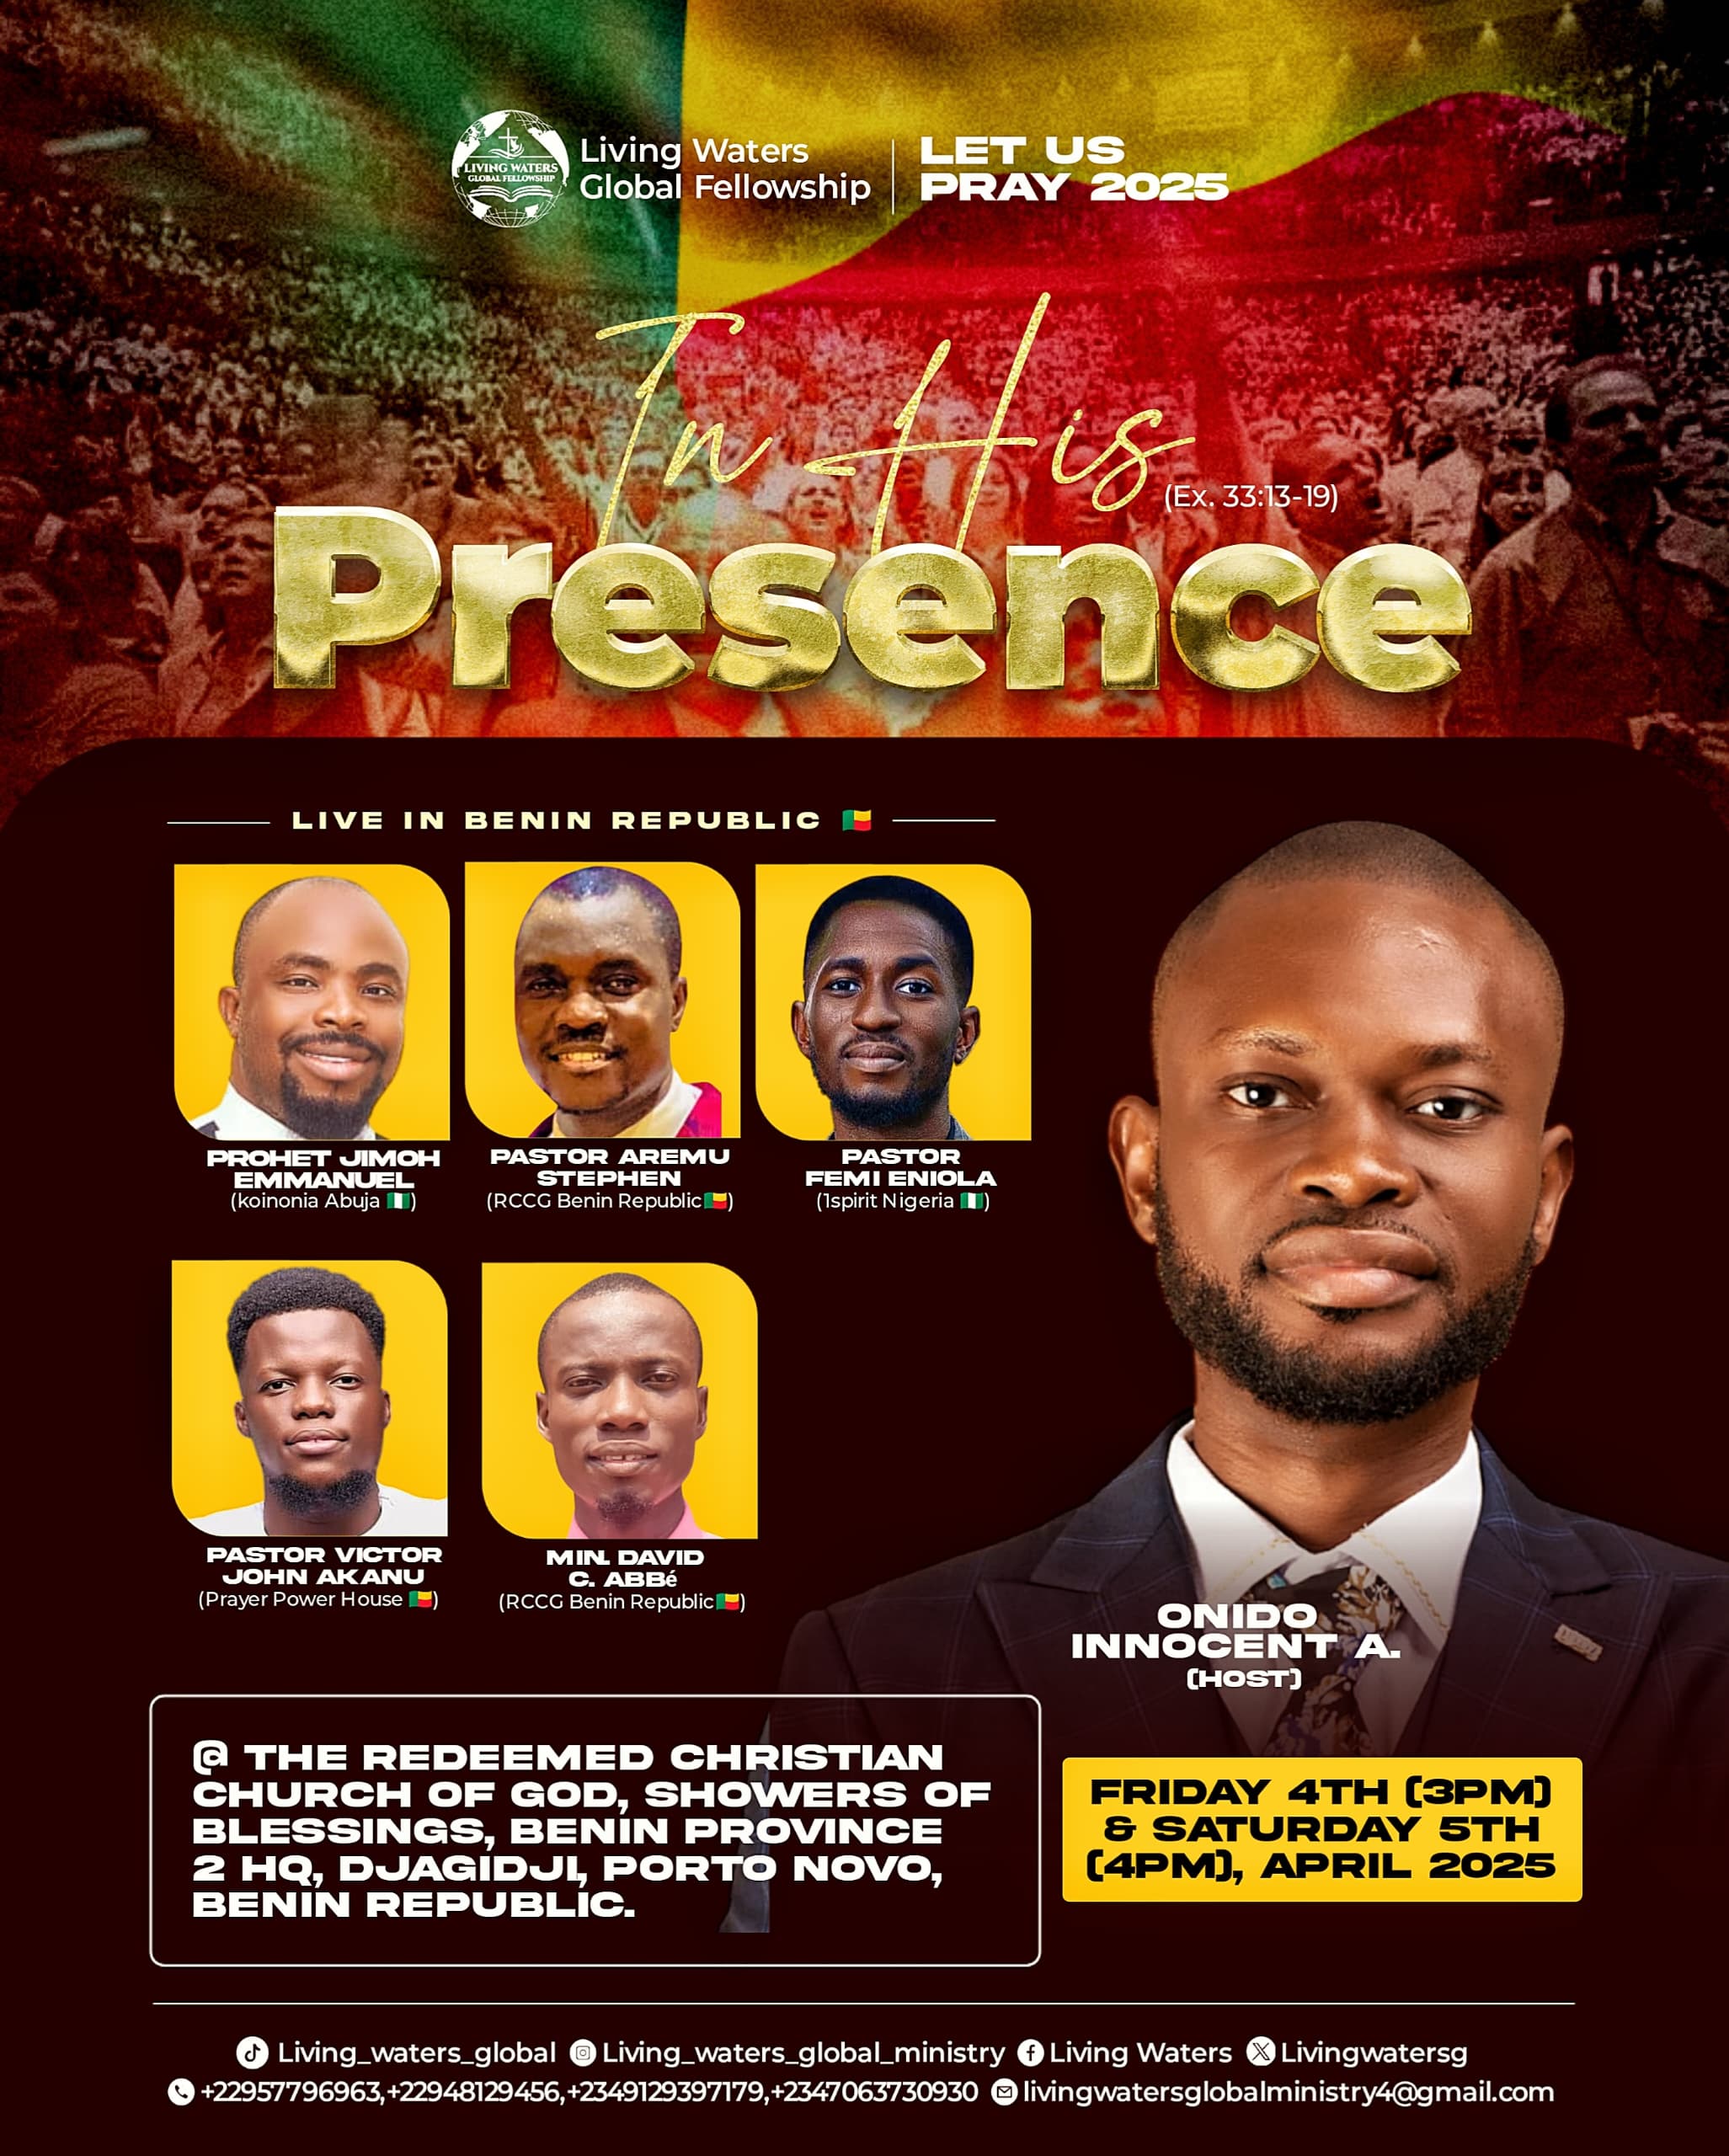 LIVING WATERS
GLOBAL FELLOWSHIP
Living Waters
Global Fellowship
LET US
PRAY 2025
In His
(Ex. 33:13-19)
Presence
LIVE IN BENIN REPUBLIC
PROHET JIMOH
EMMANUEL
(koinonia Abuja)
PASTOR AREMU
STEPHEN
(RCCG Benin Republic)
PASTOR
FEMI ENIOLA
(1spirit Nigeria)
PASTOR VICTOR
JOHN AKANU
(Prayer Power House)
MIN. DAVID
C. ABBé
(RCCG Benin Republic)
ONIDO
INNOCENT A.
(HOST)
@ THE REDEEMED CHRISTIAN
CHURCH OF GOD, SHOWERS OF
BLESSINGS, BENIN PROVINCE
2 HQ, DJAGIDJI, PORTO NOVO,
BENIN REPUBLIC.
FRIDAY 4TH (3PM)
& SATURDAY 5TH
(4PM), APRIL 2025
Living_waters_global Living_waters_global_ministry Living Waters Livingwatersg
+22957796963,+22948129456,+2349129397179,+2347063730930 livingwatersglobalministry4@gmail.com